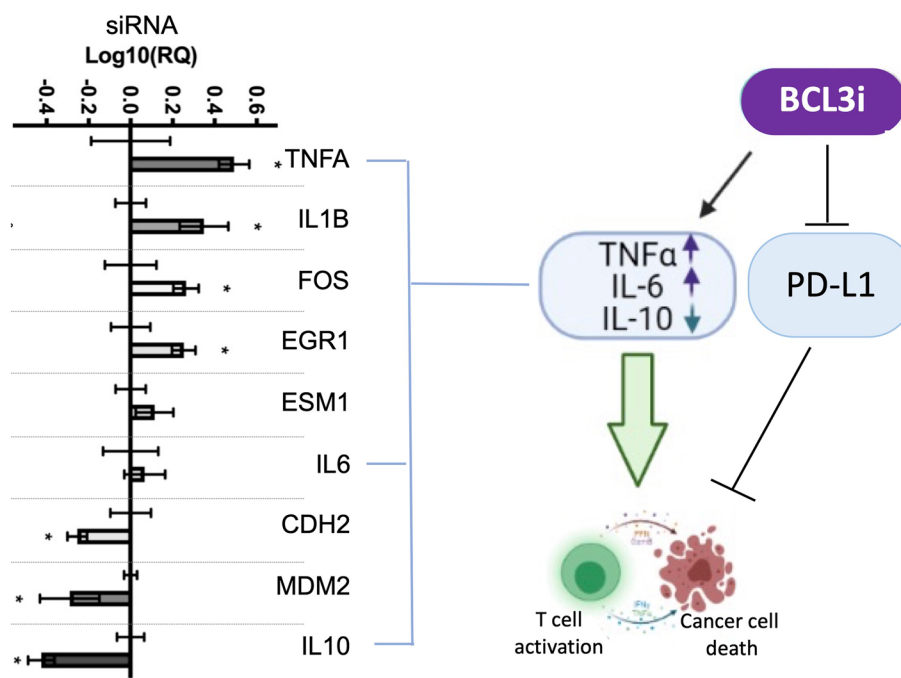 siRNA
Log10(RQ)
-0.4
-0.2
0.0
0.2
0.4
0.6
TNFA
*
IL1B
*
FOS
*
EGR1
*
ESM1
IL6
CDH2
*
MDM2
*
IL10
*
BCL3i
TNFα
IL-6
IL-10
PD-L1
IFNγ
T cell
activation
Cancer cell
death